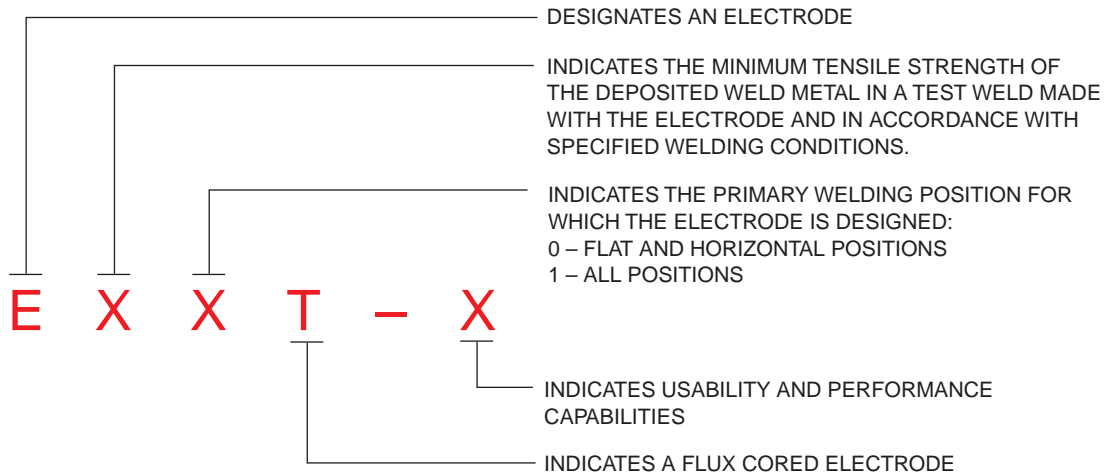 DESIGNATES AN ELECTRODE
INDICATES THE MINIMUM TENSILE STRENGTH OF
THE DEPOSITED WELD METAL IN A TEST WELD MADE
WITH THE ELECTRODE AND IN ACCORDANCE WITH
SPECIFIED WELDING CONDITIONS.
INDICATES THE PRIMARY WELDING POSITION FOR
WHICH THE ELECTRODE IS DESIGNED:
0 – FLAT AND HORIZONTAL POSITIONS
1 – ALL POSITIONS
E X X T – X
INDICATES USABILITY AND PERFORMANCE
CAPABILITIES
INDICATES A FLUX CORED ELECTRODE